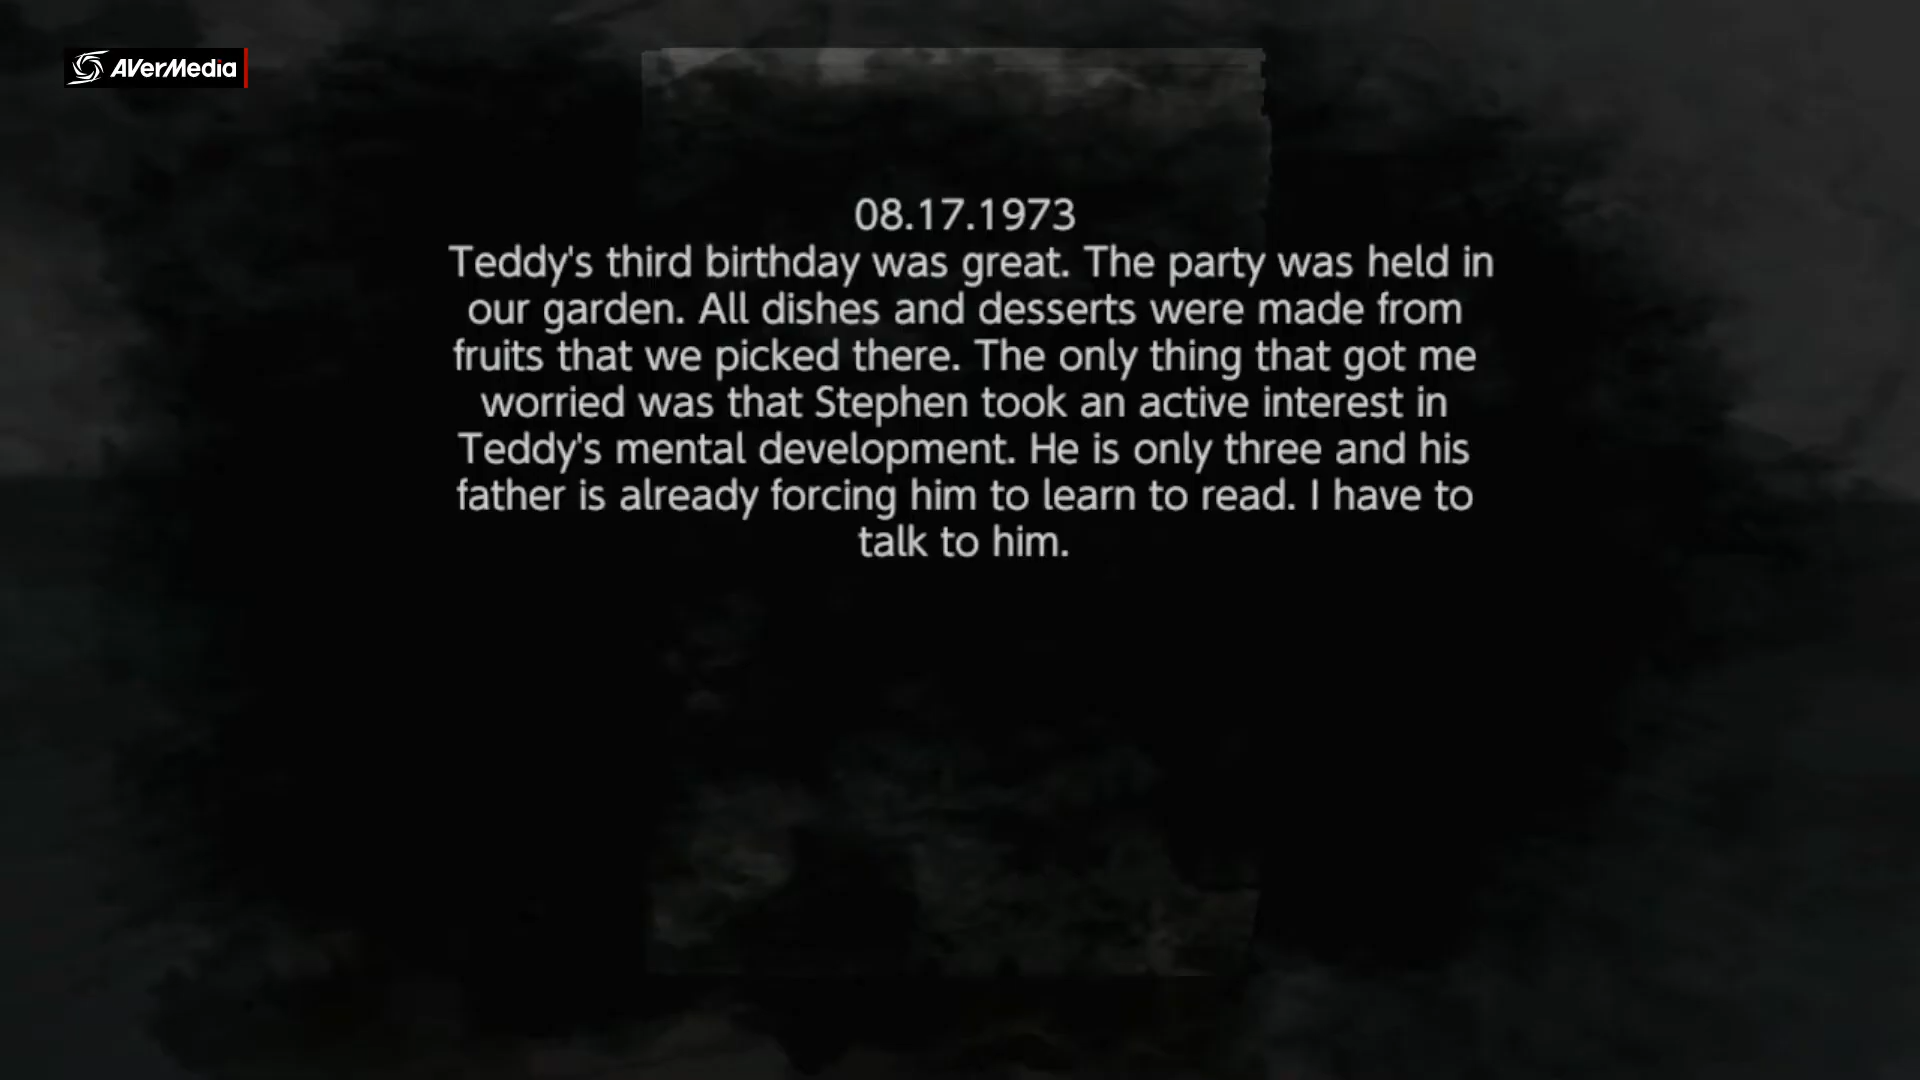 AVerMedia
08.17.1973
Teddy's third birthday was great. The party was held in
our garden. All dishes and desserts were made from
fruits that we picked there. The only thing that got me
worried was that Stephen took an active interest in
Teddy's mental development. He is only three and his
father is already forcing him to learn to read. I have to
talk to him.